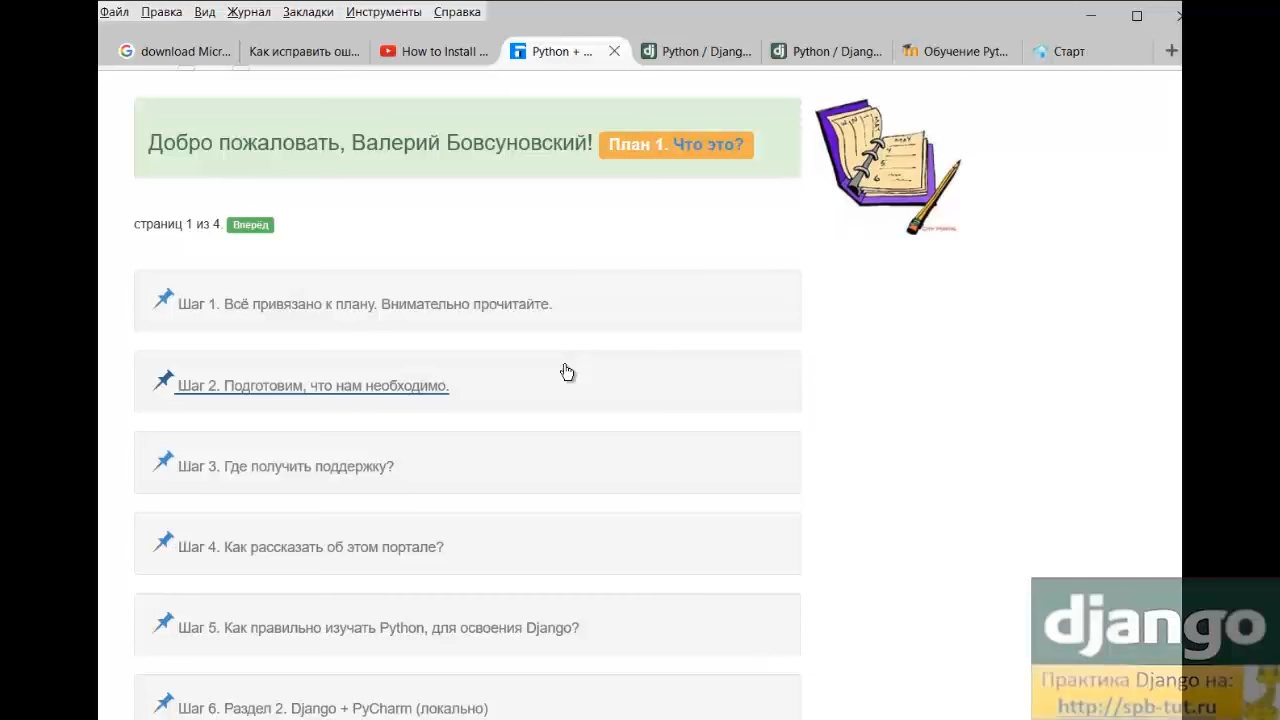 Файл Правка Вид Журнал Закладки Инструменты Справка
download Micr... Как исправить ош... How to Install ... Python + ... Python / Djang... Python / Djang... Обучение Pyt... Старт
Добро пожаловать, Валерий Бовсуновский! План 1. Что это?
страниц 1 из 4. Вперёд
Шаг 1. Всё привязано к плану. Внимательно прочитайте.
Шаг 2. Подготовим, что нам необходимо.
Шаг 3. Где получить поддержку?
Шаг 4. Как рассказать об этом портале?
Шаг 5. Как правильно изучать Python, для освоения Django?
Шаг 6. Раздел 2. Django + PyCharm (локально)
django
Практика Django на:
http://spb-tut.ru